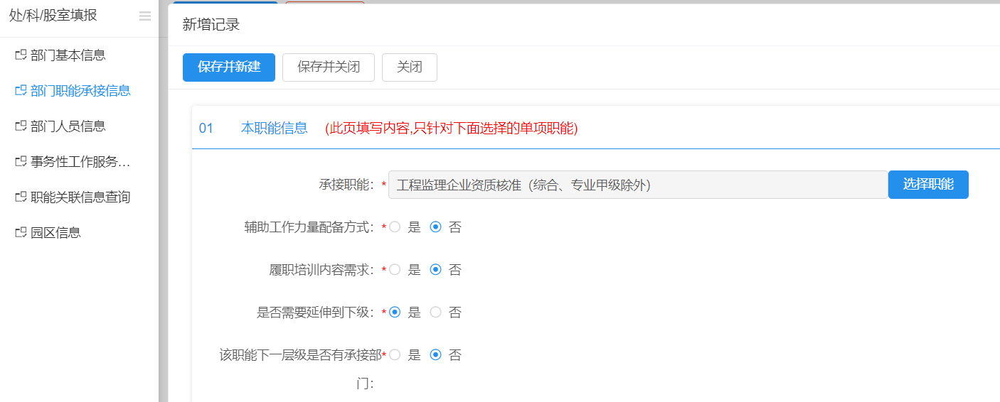 处/科/股室填报
部门基本信息
部门职能承接信息
部门人员信息
事务性工作服务...
职能关联信息查询
园区信息
新增记录
保存并新建 保存并关闭 关闭
01 本职能信息 (此页填写内容,只针对下面选择的单项职能)
承接职能: * 工程监理企业资质核准（综合、专业甲级除外） 选择职能
辅助工作力量配备方式: * 是 否
履职培训内容需求: * 是 否
是否需要延伸到下级: * 是 否
该职能下一层级是否有承接部 * 是 否
门: